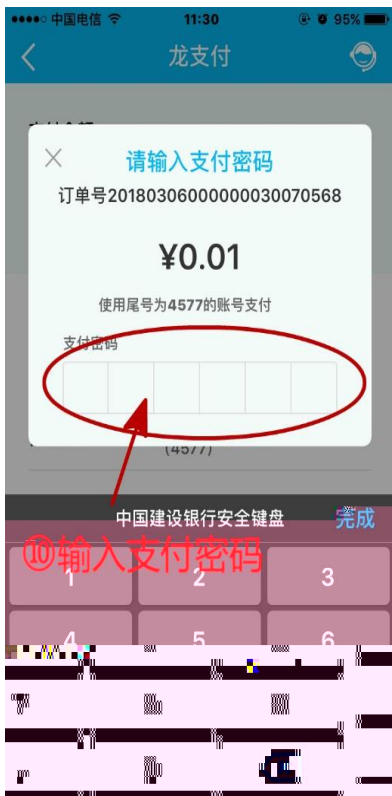 中国电信 11:30 95%
龙支付
请输入支付密码
订单号20180306000000030070568
¥0.01
使用尾号为4577的账号支付
支付密码
(4577)
中国建设银行安全键盘 完成
⑩输入支付密码
1 2 3
4 5 6